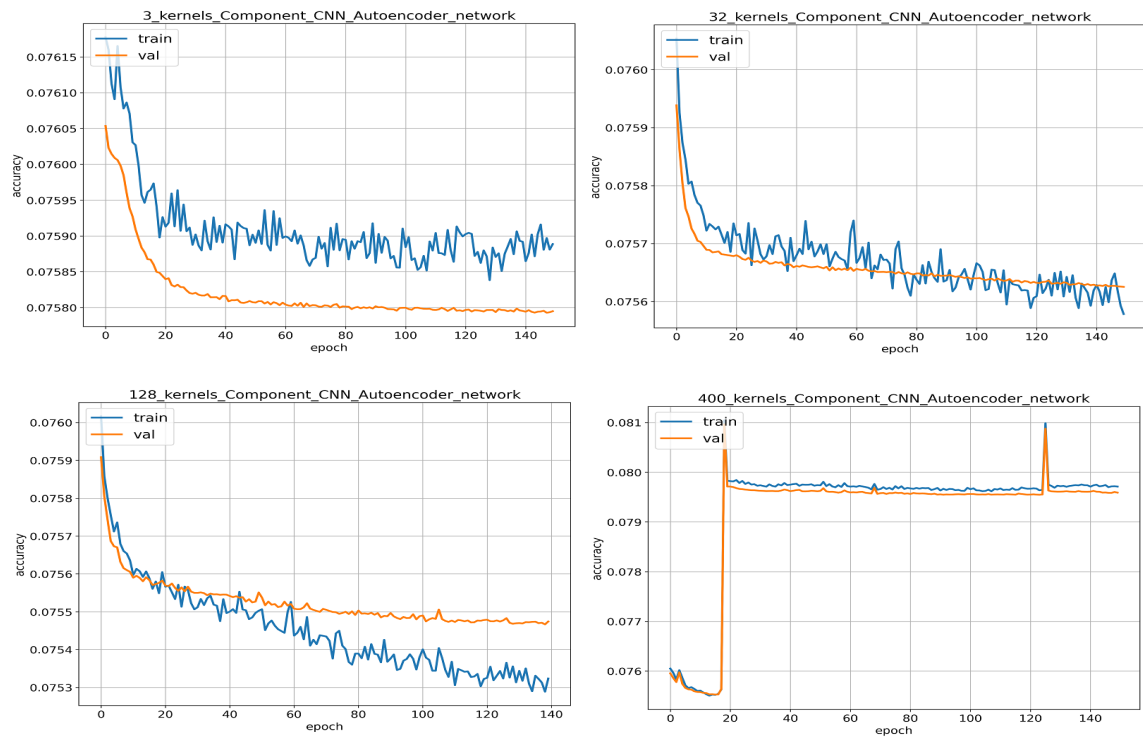 3_kernels_Component_CNN_Autoencoder_network
train
val
0.07615
0.07610
0.07605
0.07600
0.07595
0.07590
0.07585
0.07580
accuracy
0 20 40 60 80 100 120 140
epoch
32_kernels_Component_CNN_Autoencoder_network
train
val
0.0760
0.0759
0.0758
0.0757
0.0756
accuracy
0 20 40 60 80 100 120 140
epoch
128_kernels_Component_CNN_Autoencoder_network
train
val
0.0760
0.0759
0.0758
0.0757
0.0756
0.0755
0.0754
0.0753
accuracy
0 20 40 60 80 100 120 140
epoch
400_kernels_Component_CNN_Autoencoder_network
train
val
0.081
0.080
0.079
0.078
0.077
0.076
accuracy
0 20 40 60 80 100 120 140
epoch